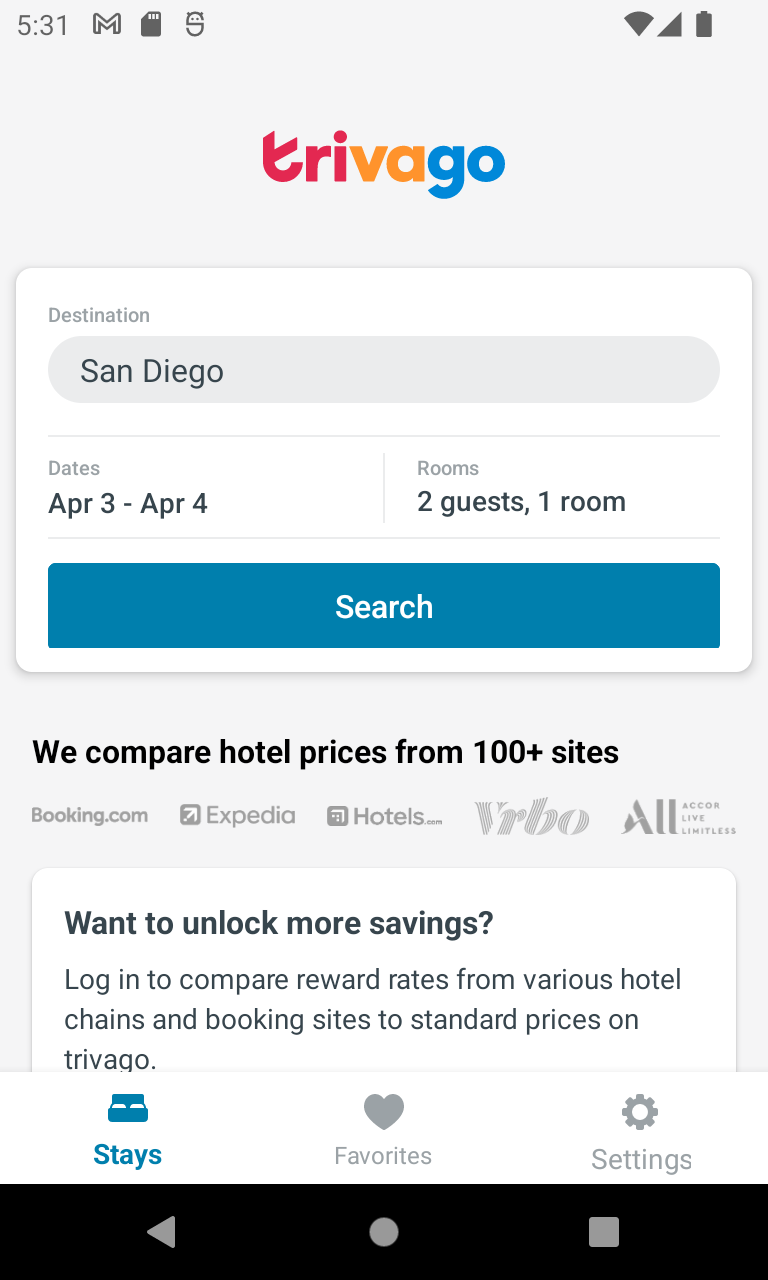 5:31
trivago
Destination
San Diego
Dates
Rooms
Apr 3 - Apr 4
2 guests, 1 room
Search
We compare hotel prices from 100+ sites
Booking.com
Expedia
Hotels.com
Vrbo
All ACCOR LIVE LIMITLESS
Want to unlock more savings?
Log in to compare reward rates from various hotel
chains and booking sites to standard prices on
trivago.
Stays
Favorites
Settings